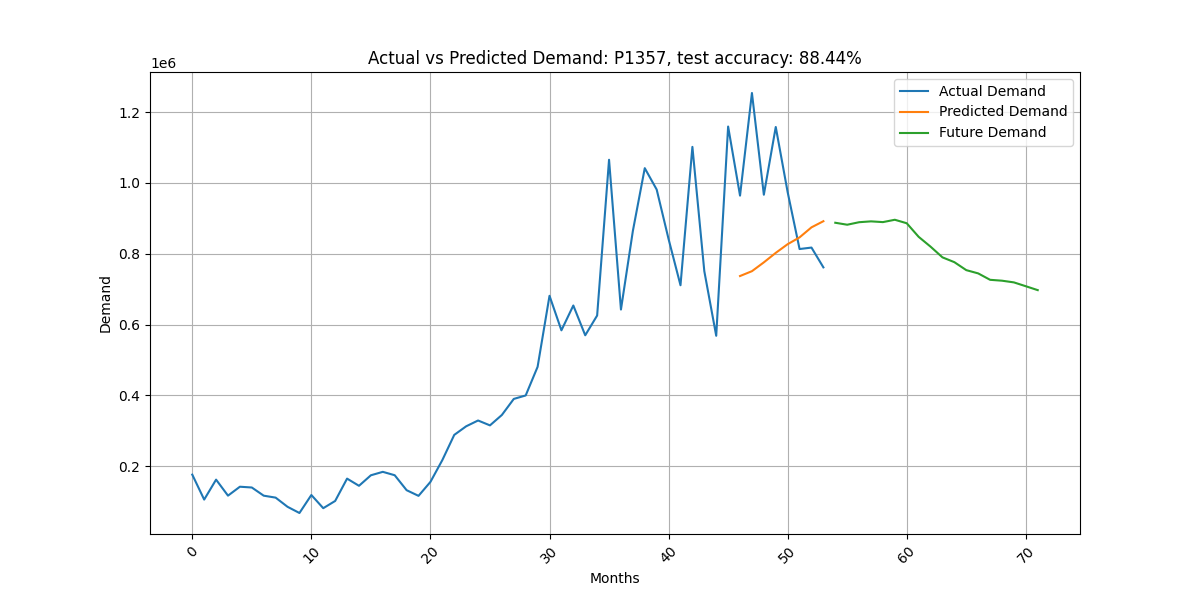 Actual vs Predicted Demand: P1357, test accuracy: 88.44%
1e6
Actual Demand
Predicted Demand
Future Demand
1.2
1.0
0.8
0.6
0.4
0.2
Demand
0 10 20 30 40 50 60 70
Months